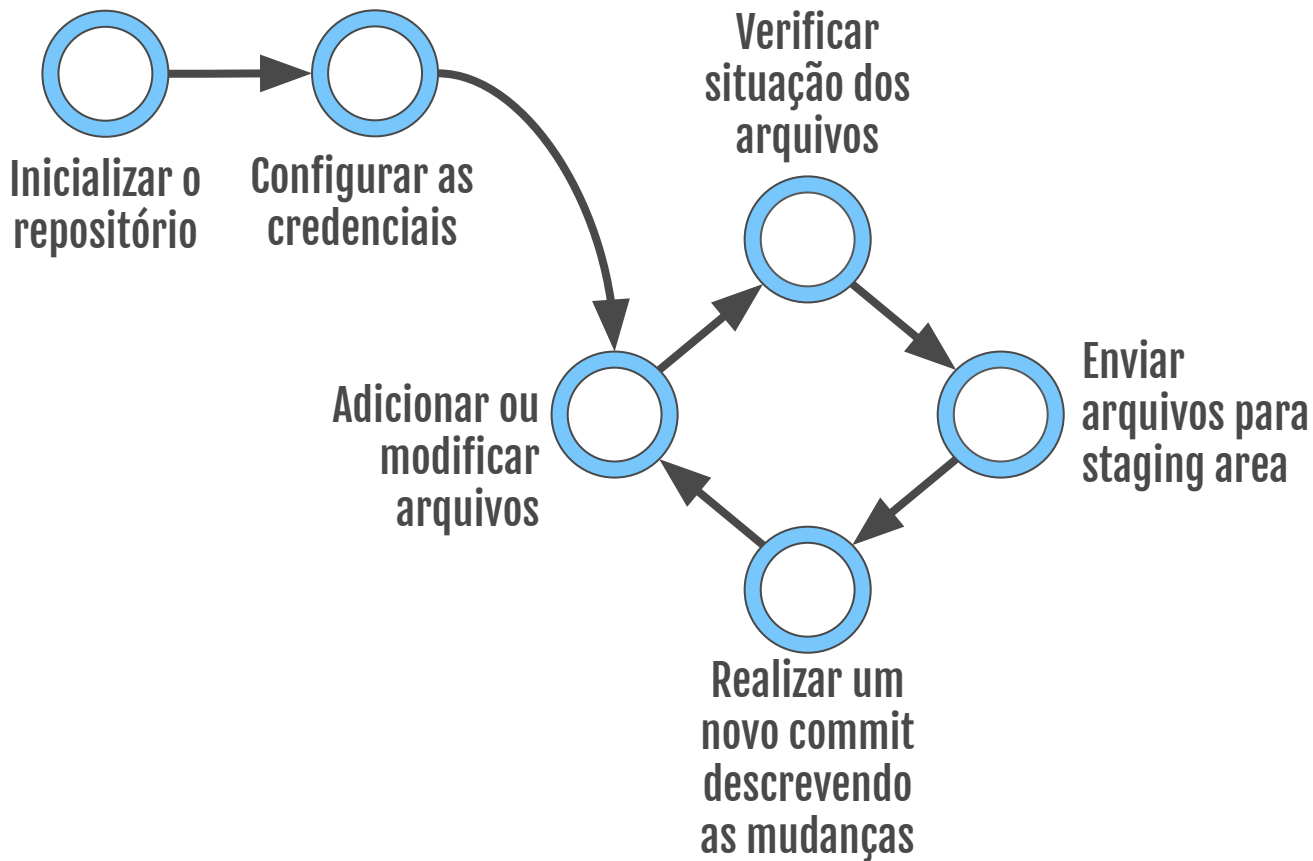 Inicializar o
repositório
Configurar as
credenciais
Verificar
situação dos
arquivos
Adicionar ou
modificar
arquivos
Enviar
arquivos para
staging area
Realizar um
novo commit
descrevendo
as mudanças